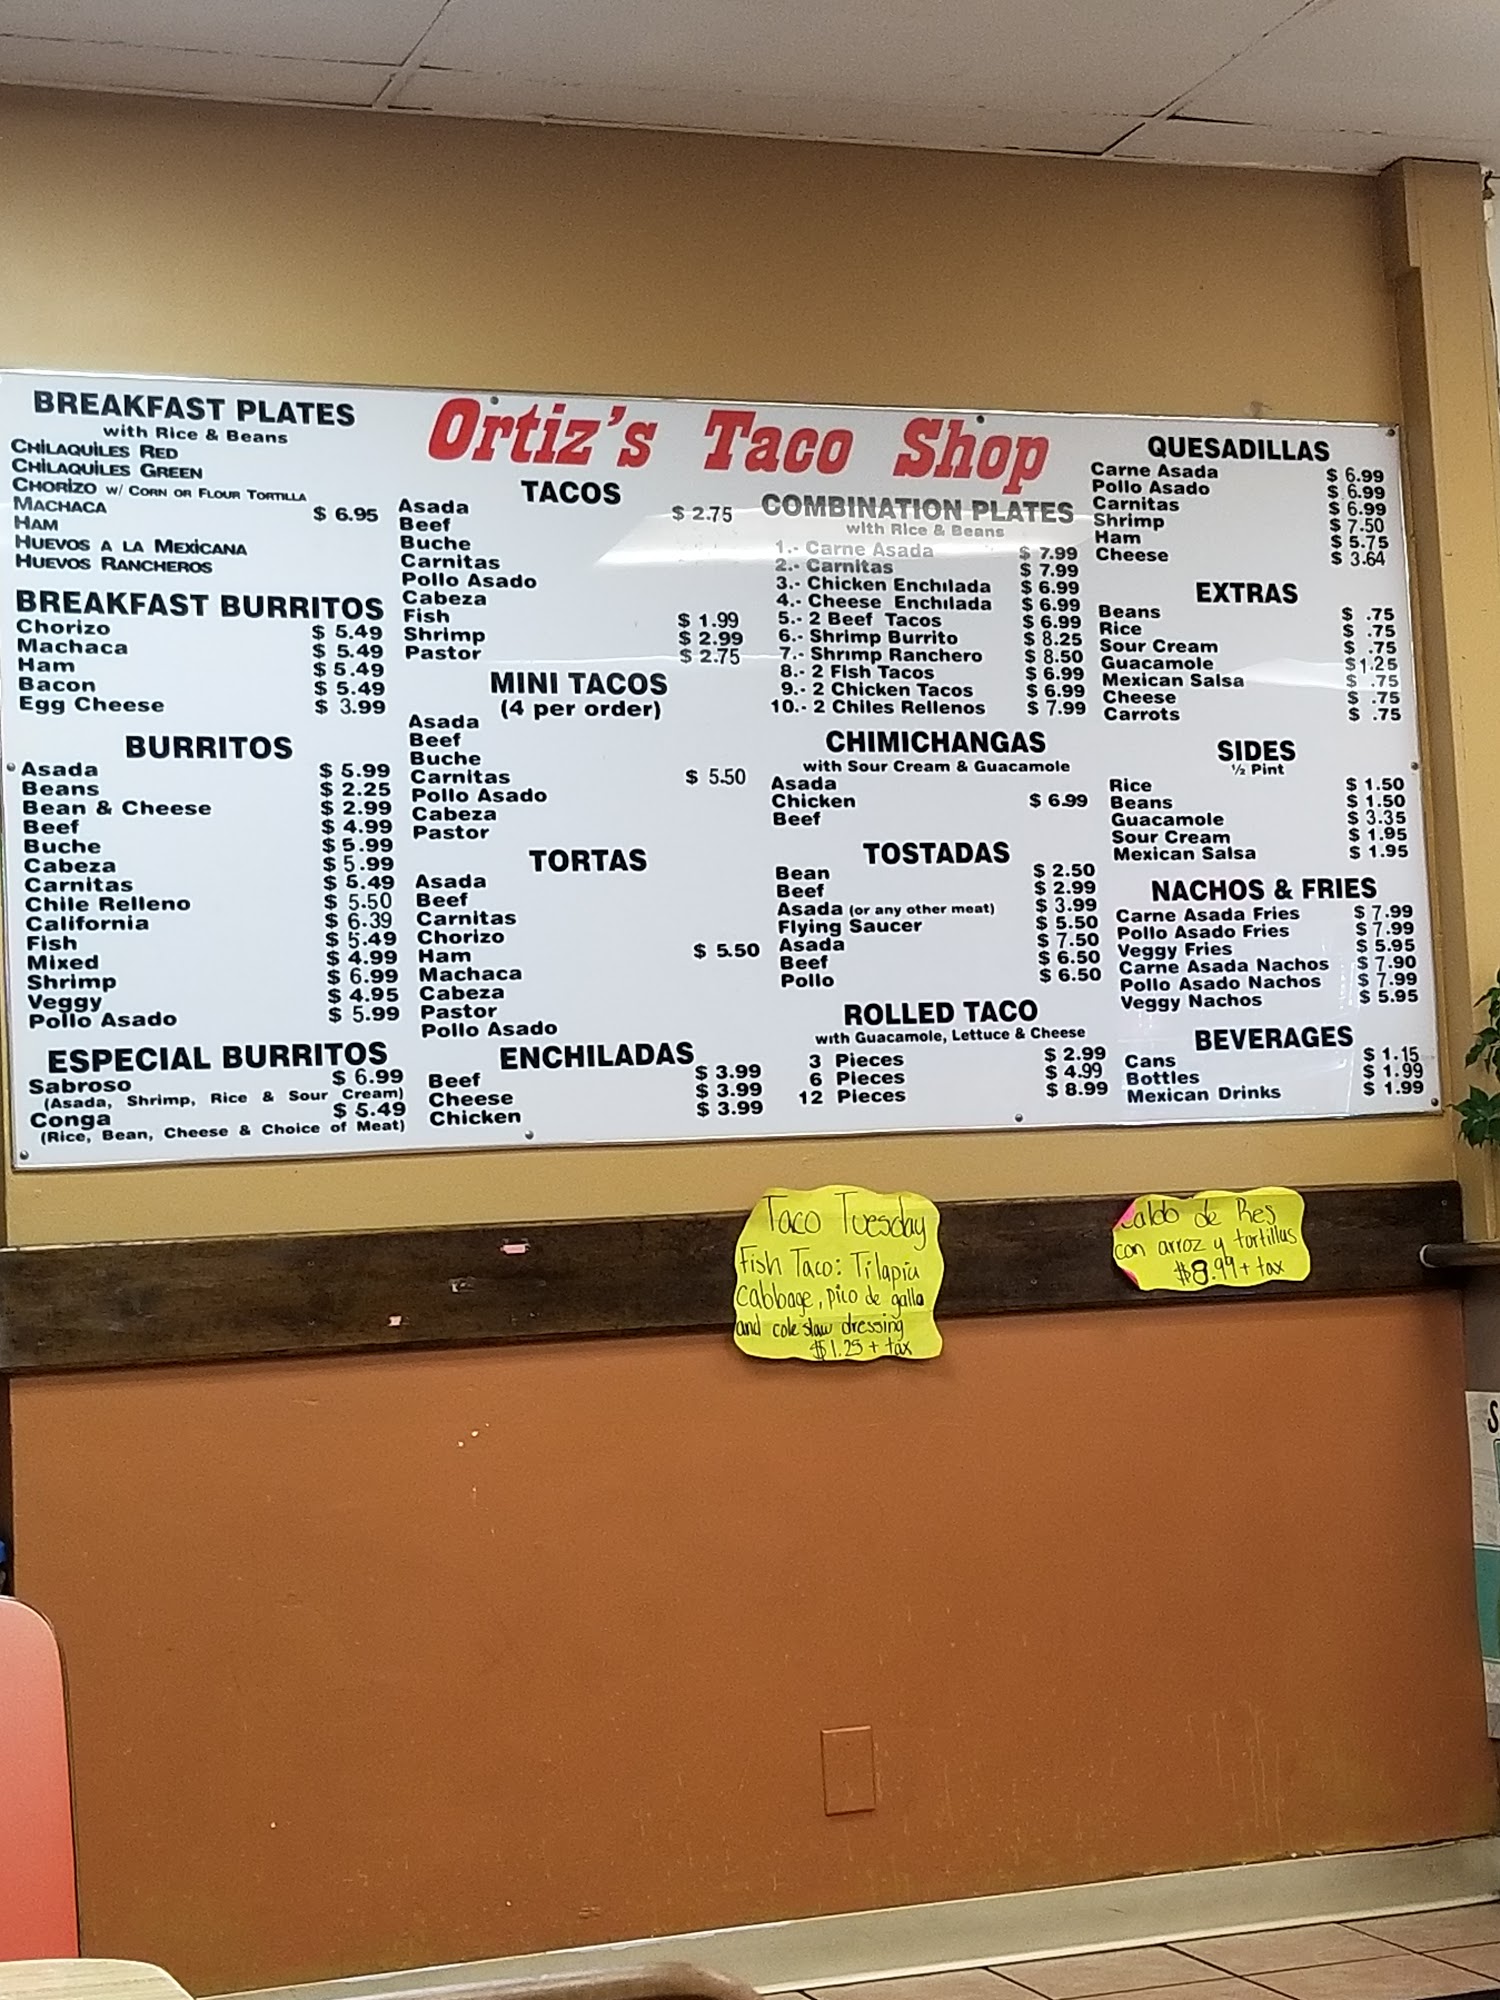 Ortiz's Taco Shop
BREAKFAST PLATES
with Rice & Beans
CHILAQUILES RED
CHILAQUILES GREEN
CHORIZO W/ CORN OR FLOUR TORTILLA
MACHACA $ 6.95
HAM
HUEVOS A LA MEXICANA
HUEVOS RANCHEROS
BREAKFAST BURRITOS
Chorizo $ 5.49
Machaca $ 5.49
Ham $ 5.49
Bacon $ 5.49
Egg Cheese $ 3.99
BURRITOS
Asada $ 5.99
Beans $ 2.25
Bean & Cheese $ 2.99
Beef $ 4.99
Buche $ 5.99
Cabeza $ 5.99
Carnitas $ 5.49
Chile Relleno $ 5.50
California $ 6.39
Fish $ 5.49
Mixed $ 4.99
Shrimp $ 6.99
Veggy $ 4.95
Pollo Asado $ 5.99
ESPECIAL BURRITOS
Sabroso $ 6.99
(Asada, Shrimp, Rice & Sour Cream)
Conga $ 5.49
(Rice, Bean, Cheese & Choice of Meat)
TACOS
Asada $ 2.75
Beef
Buche
Carnitas
Pollo Asado
Cabeza
Fish $ 1.99
Shrimp $ 2.99
Pastor $ 2.75
MINI TACOS
(4 per order)
Asada
Beef
Buche
Carnitas $ 5.50
Pollo Asado
Cabeza
Pastor
TORTAS
Asada
Beef
Carnitas
Chorizo
Ham $ 5.50
Machaca
Cabeza
Pastor
Pollo Asado
ENCHILADAS
Beef $ 3.99
Cheese $ 3.99
Chicken $ 3.99
COMBINATION PLATES
with Rice & Beans
1.- Carne Asada $ 7.99
2.- Carnitas $ 7.99
3.- Chicken Enchilada $ 6.99
4.- Cheese Enchilada $ 6.99
5.- 2 Beef Tacos $ 6.99
6.- Shrimp Burrito $ 8.25
7.- Shrimp Ranchero $ 8.50
8.- 2 Fish Tacos $ 6.99
9.- 2 Chicken Tacos $ 6.99
10.- 2 Chiles Rellenos $ 7.99
CHIMICHANGAS
with Sour Cream & Guacamole
Asada
Chicken $ 6.99
Beef
TOSTADAS
Bean $ 2.50
Beef $ 2.99
Asada (or any other meat) $ 3.99
Flying Saucer $ 5.50
Asada $ 7.50
Beef $ 6.50
Pollo $ 6.50
ROLLED TACO
with Guacamole, Lettuce & Cheese
3 Pieces $ 2.99
6 Pieces $ 4.99
12 Pieces $ 8.99
QUESADILLAS
Carne Asada $ 6.99
Pollo Asado $ 6.99
Carnitas $ 6.99
Shrimp $ 7.50
Ham $ 5.75
Cheese $ 3.64
EXTRAS
Beans $ .75
Rice $ .75
Sour Cream $ .75
Guacamole $1.25
Mexican Salsa $ .75
Cheese $ .75
Carrots $ .75
SIDES
½ Pint
Rice $ 1.50
Beans $ 1.50
Guacamole $ 3.35
Sour Cream $ 1.95
Mexican Salsa $ 1.95
NACHOS & FRIES
Carne Asada Fries $ 7.99
Pollo Asado Fries $ 7.99
Veggy Fries $ 5.95
Carne Asada Nachos $ 7.90
Pollo Asado Nachos $ 7.99
Veggy Nachos $ 5.95
BEVERAGES
Cans $ 1.15
Bottles $ 1.99
Mexican Drinks $ 1.99
Taco Tuesday
Fish Taco: Tilapia
Cabbage, pico de gallo
and cole slaw dressing
$1.25 + tax
Caldo de Res
con arroz y tortillas
$8.99 + tax
S